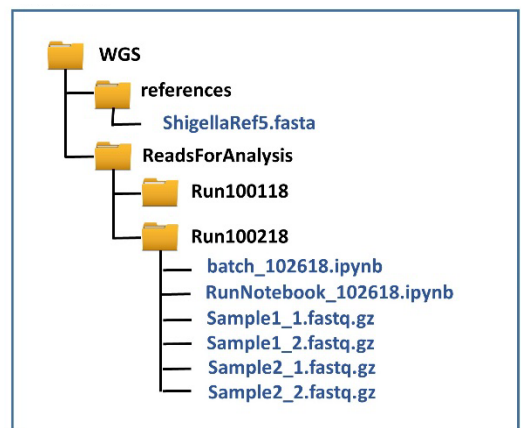 WGS
references
ShigellaRef5.fasta
ReadsForAnalysis
Run100118
Run100218
batch_102618.ipynb
RunNotebook_102618.ipynb
Sample1_1.fastq.gz
Sample1_2.fastq.gz
Sample2_1.fastq.gz
Sample2_2.fastq.gz